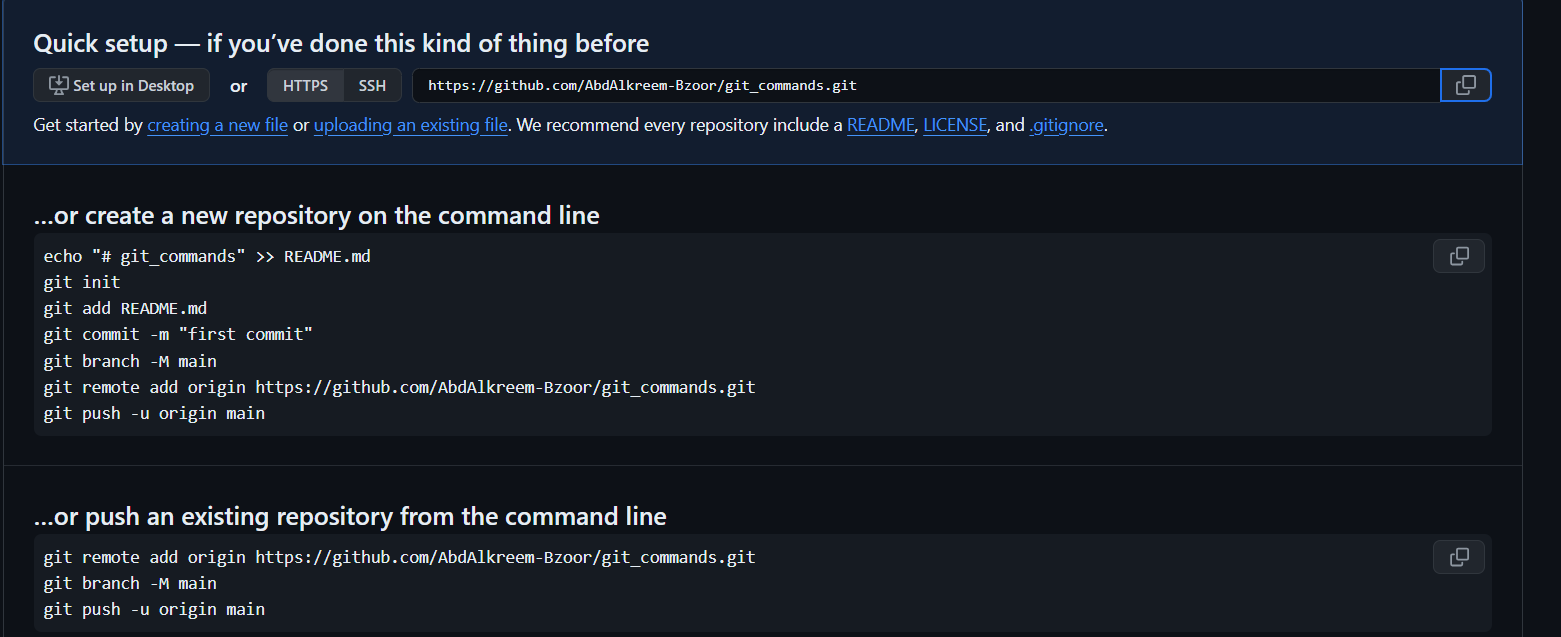 Quick setup — if you’ve done this kind of thing before
Set up in Desktop or HTTPS SSH https://github.com/AbdAlkreem-Bzoor/git_commands.git
Get started by creating a new file or uploading an existing file. We recommend every repository include a README, LICENSE, and .gitignore.
…or create a new repository on the command line
echo "# git_commands" >> README.md
git init
git add README.md
git commit -m "first commit"
git branch -M main
git remote add origin https://github.com/AbdAlkreem-Bzoor/git_commands.git
git push -u origin main
…or push an existing repository from the command line
git remote add origin https://github.com/AbdAlkreem-Bzoor/git_commands.git
git branch -M main
git push -u origin main